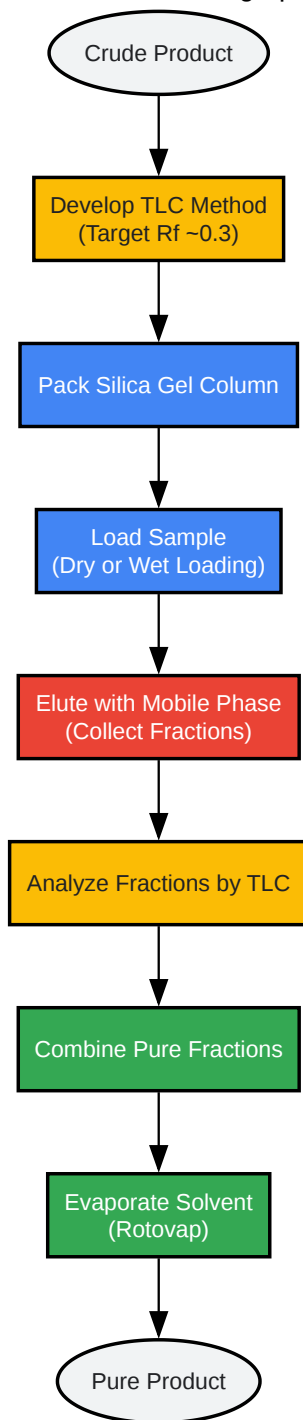 Crude Product
Develop TLC Method
(Target Rf ~0.3)
Pack Silica Gel Column
Load Sample
(Dry or Wet Loading)
Elute with Mobile Phase
(Collect Fractions)
Analyze Fractions by TLC
Combine Pure Fractions
Evaporate Solvent
(Rotovap)
Pure Product